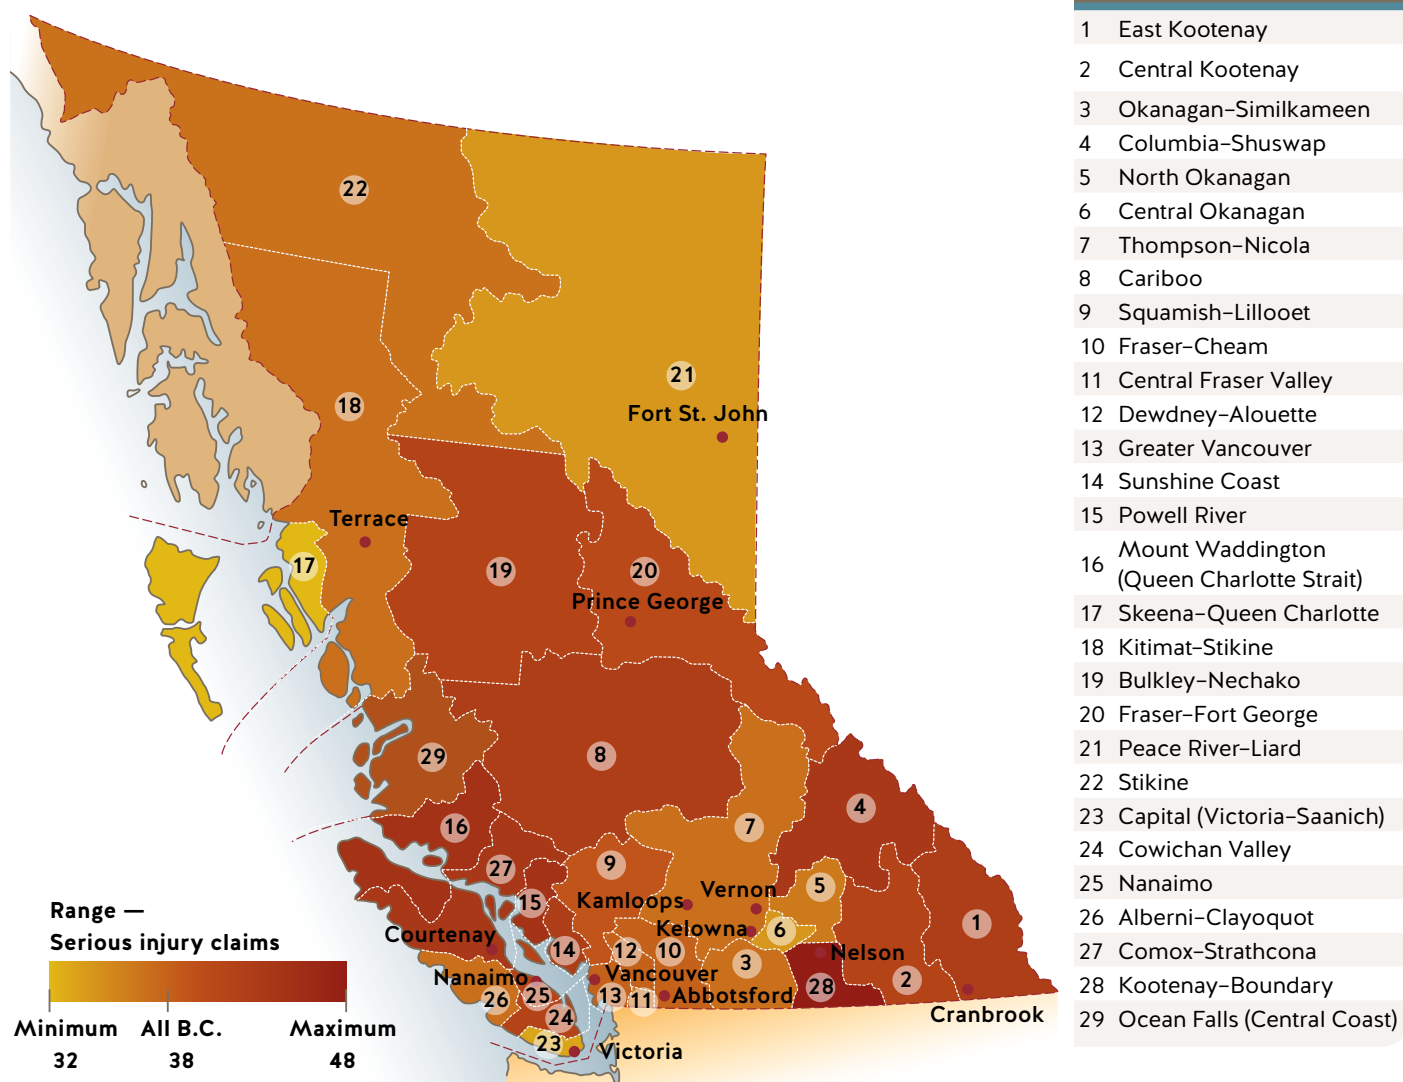 22
21
Fort St. John
18
Terrace
17
19
20
Prince George
29
8
16
7
4
27
9
5
15
Kamloops
Vernon
1
Courtenay
Kelowna
6
14
12
10
3
Nelson
Nanaimo
Vancouver
2
28
26
25
13
11
Abbotsford
24
Cranbrook
23
Victoria
Range —
Serious injury claims
Minimum All B.C. Maximum
32 38 48
1 East Kootenay
2 Central Kootenay
3 Okanagan–Similkameen
4 Columbia–Shuswap
5 North Okanagan
6 Central Okanagan
7 Thompson–Nicola
8 Cariboo
9 Squamish–Lillooet
10 Fraser–Cheam
11 Central Fraser Valley
12 Dewdney–Alouette
13 Greater Vancouver
14 Sunshine Coast
15 Powell River
16 Mount Waddington
(Queen Charlotte Strait)
17 Skeena–Queen Charlotte
18 Kitimat–Stikine
19 Bulkley–Nechako
20 Fraser–Fort George
21 Peace River–Liard
22 Stikine
23 Capital (Victoria–Saanich)
24 Cowichan Valley
25 Nanaimo
26 Alberni–Clayoquot
27 Comox–Strathcona
28 Kootenay–Boundary
29 Ocean Falls (Central Coast)